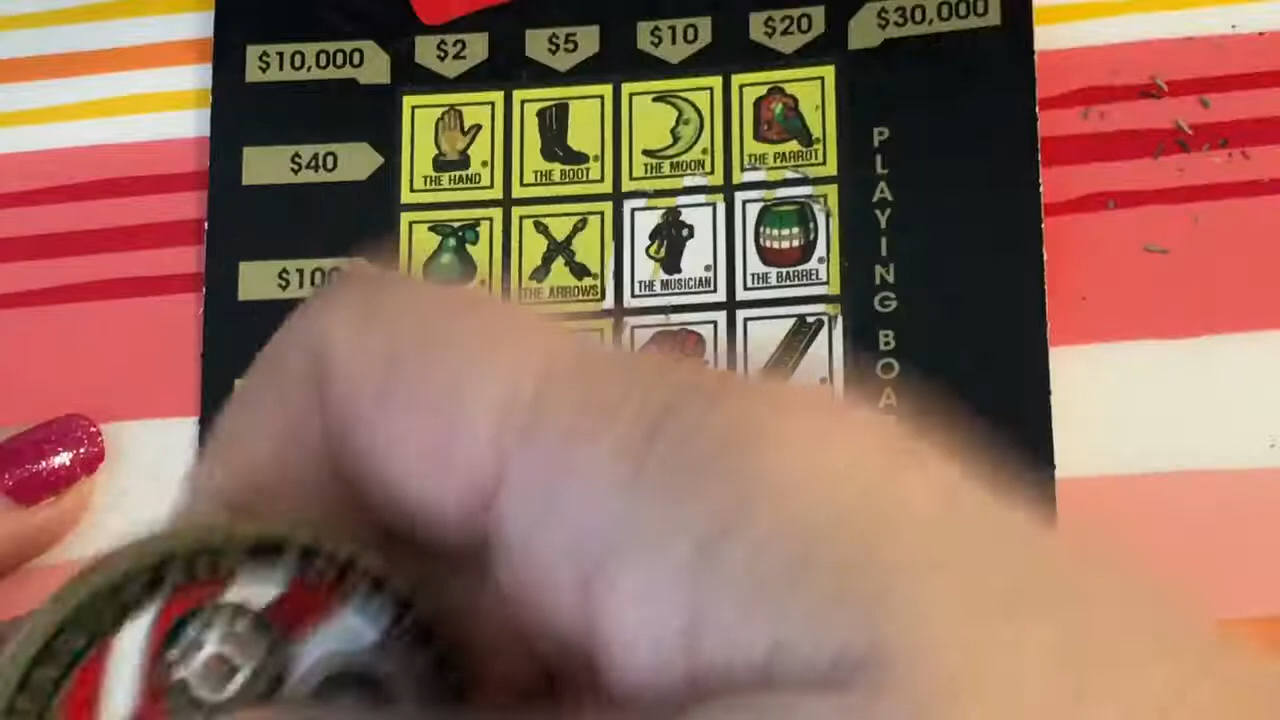 $10,000 $2 $5 $10 $20 $30,000
$40
THE HAND THE BOOT THE MOON THE PARROT
$100
THE ARROWS THE MUSICIAN THE BARREL
PLAYING